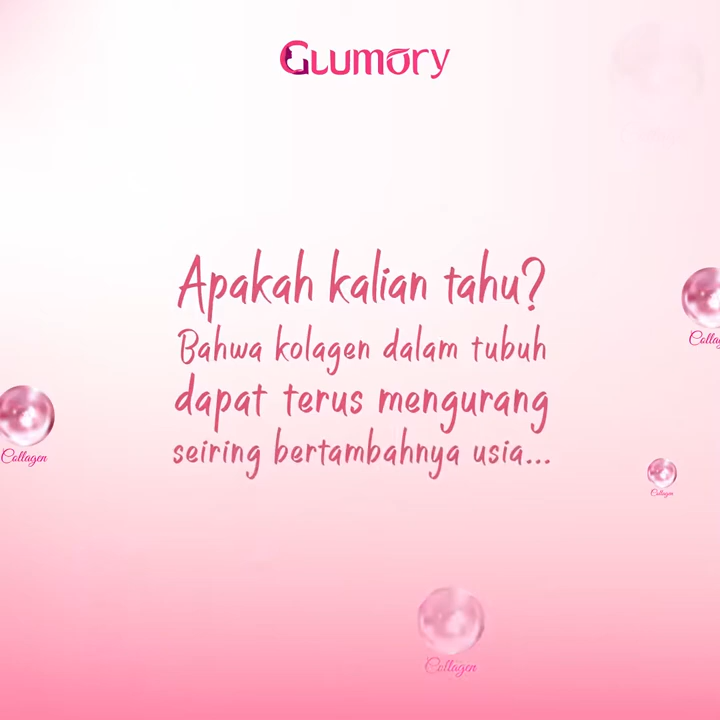 GLUMORY
Apakah kalian tahu?
Bahwa kolagen dalam tubuh
dapat terus mengurang
seiring bertambahnya usia...
Collagen
Collagen
Collagen